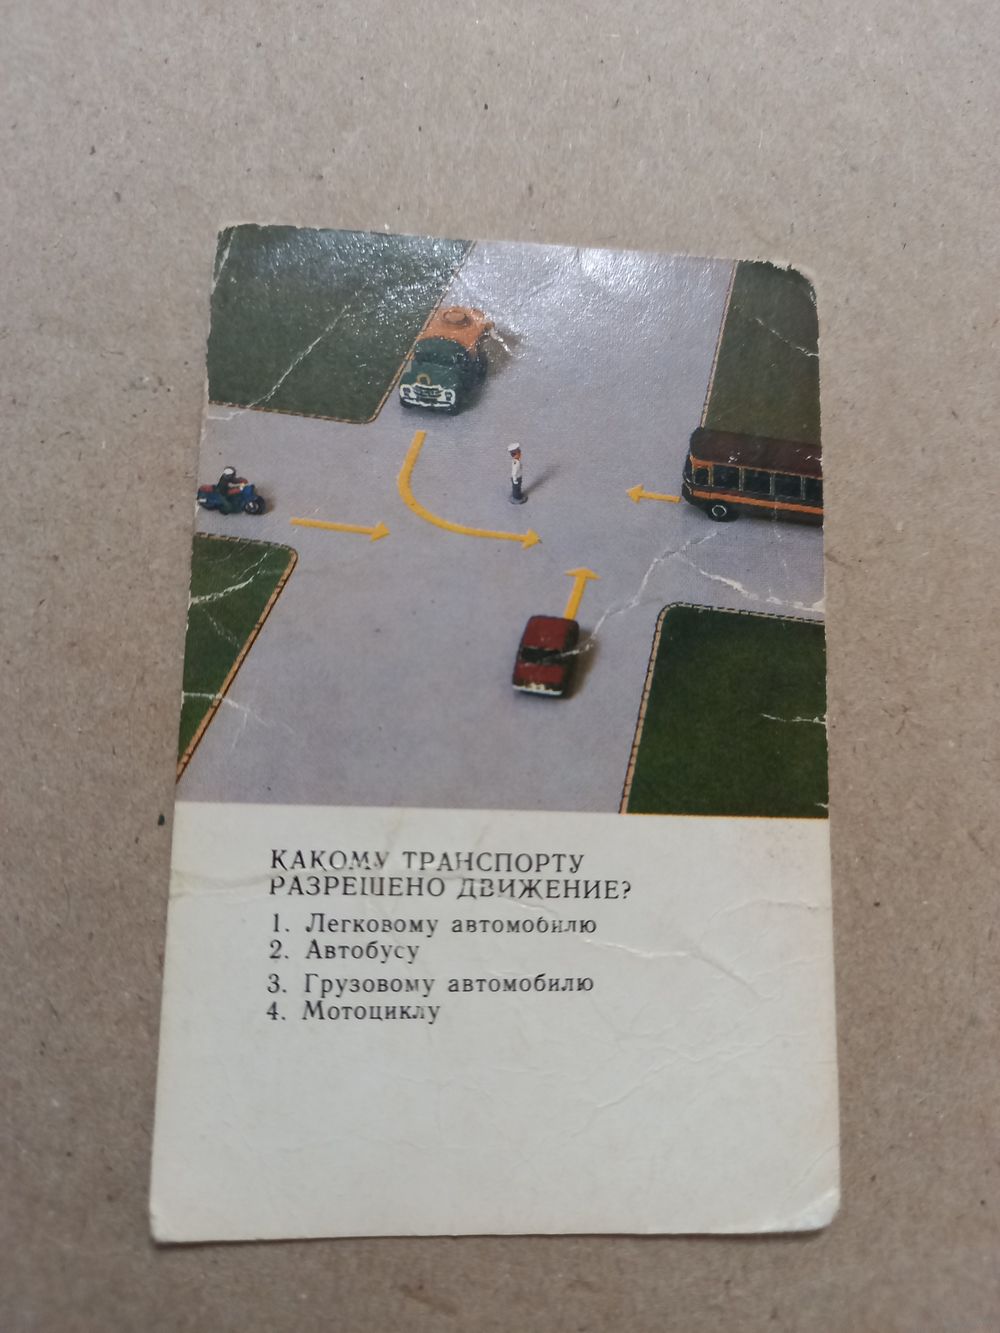 КАКОМУ ТРАНСПОРТУ
РАЗРЕШЕНО ДВИЖЕНИЕ?
1. Легковому автомобилю
2. Автобусу
3. Грузовому автомобилю
4. Мотоциклу